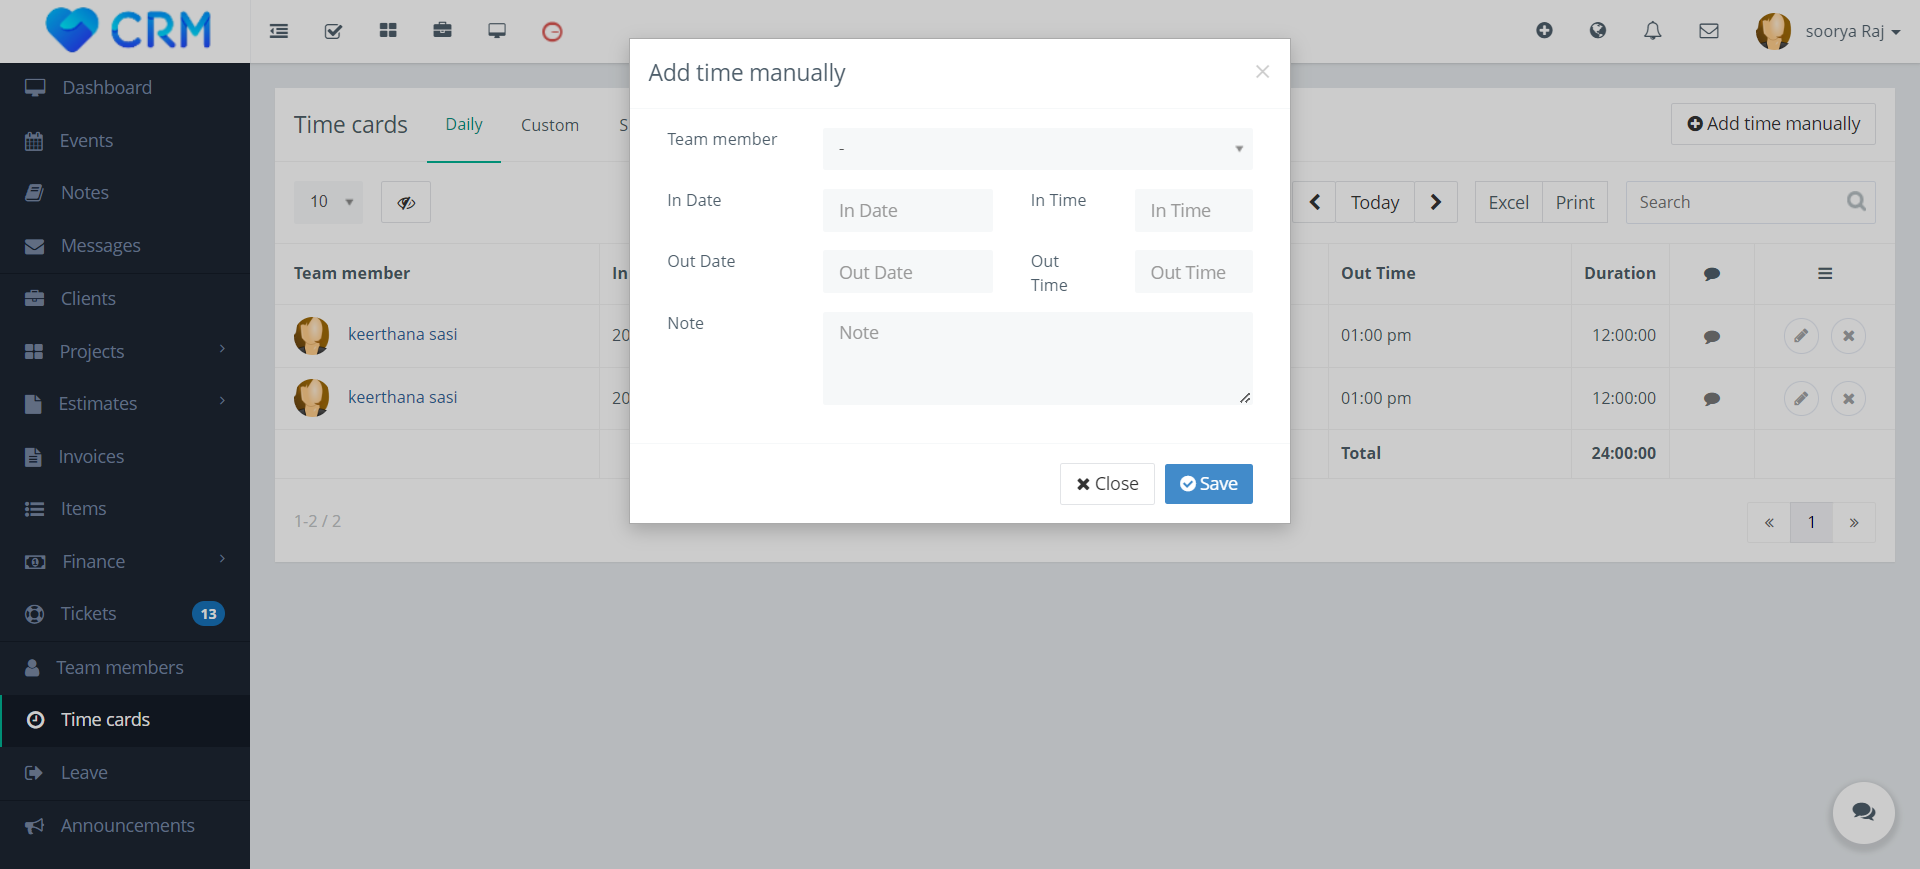 CRM
soorya Raj
Dashboard
Events
Notes
Messages
Clients
Projects
Estimates
Invoices
Items
Finance
Tickets 13
Team members
Time cards
Leave
Announcements
Time cards Daily Custom S
Add time manually
10
Today
Excel Print
Search
Team member In Out Time Duration
keerthana sasi 20 01:00 pm 12:00:00
keerthana sasi 20 01:00 pm 12:00:00
Total 24:00:00
1-2 / 2
« 1 »
Add time manually ×
Team member -
In Date In Date In Time In Time
Out Date Out Date Out Time Out Time
Note Note
Close Save